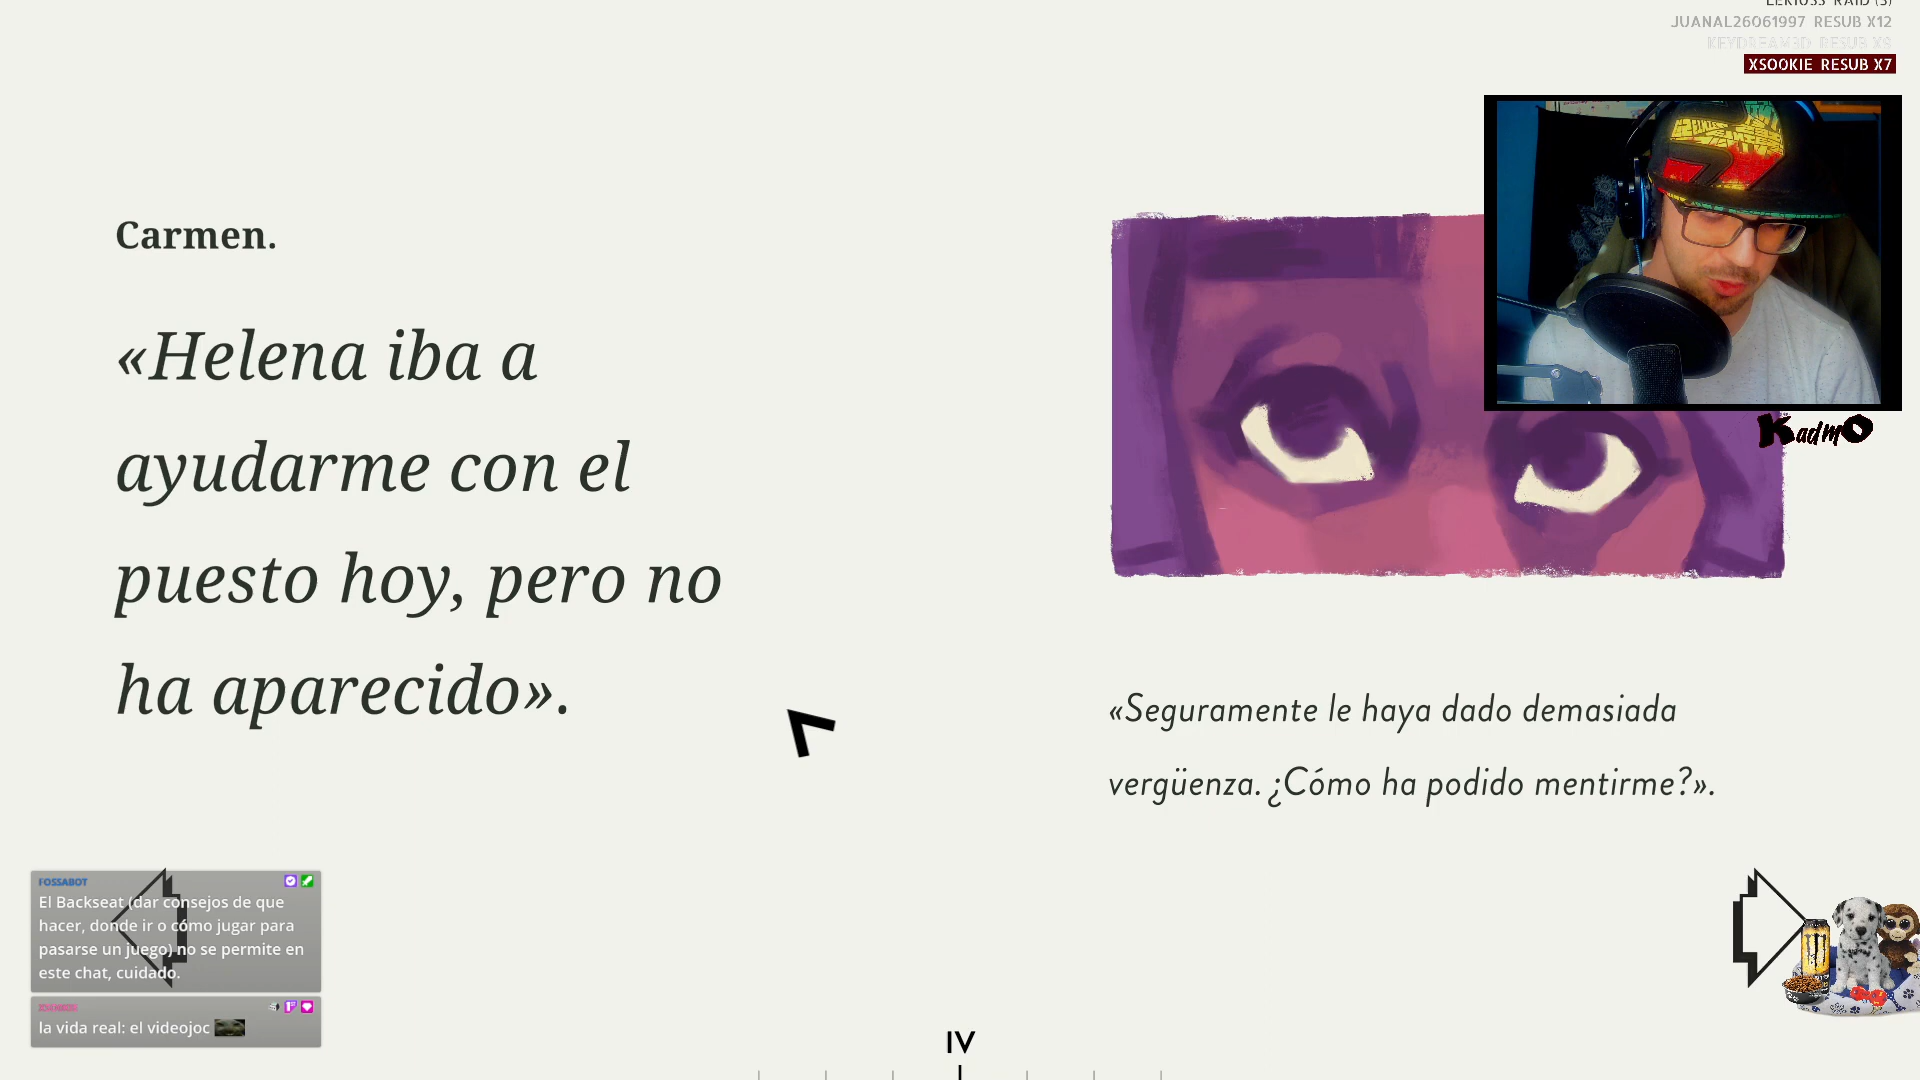 JUANAL26061997 RESUB X12
KEYDREAM3D RESUB X9
XSOOKIE RESUB X7
Carmen.
«Helena iba a
ayudarme con el
puesto hoy, pero no
ha aparecido».
KadmO
«Seguramente le haya dado demasiada
vergüenza. ¿Cómo ha podido mentirme?».
FOSSABOT
El Backseat (dar consejos de que
hacer, donde ir o cómo jugar para
pasarse un juego) no se permite en
este chat, cuidado.
la vida real: el videojoc
IV